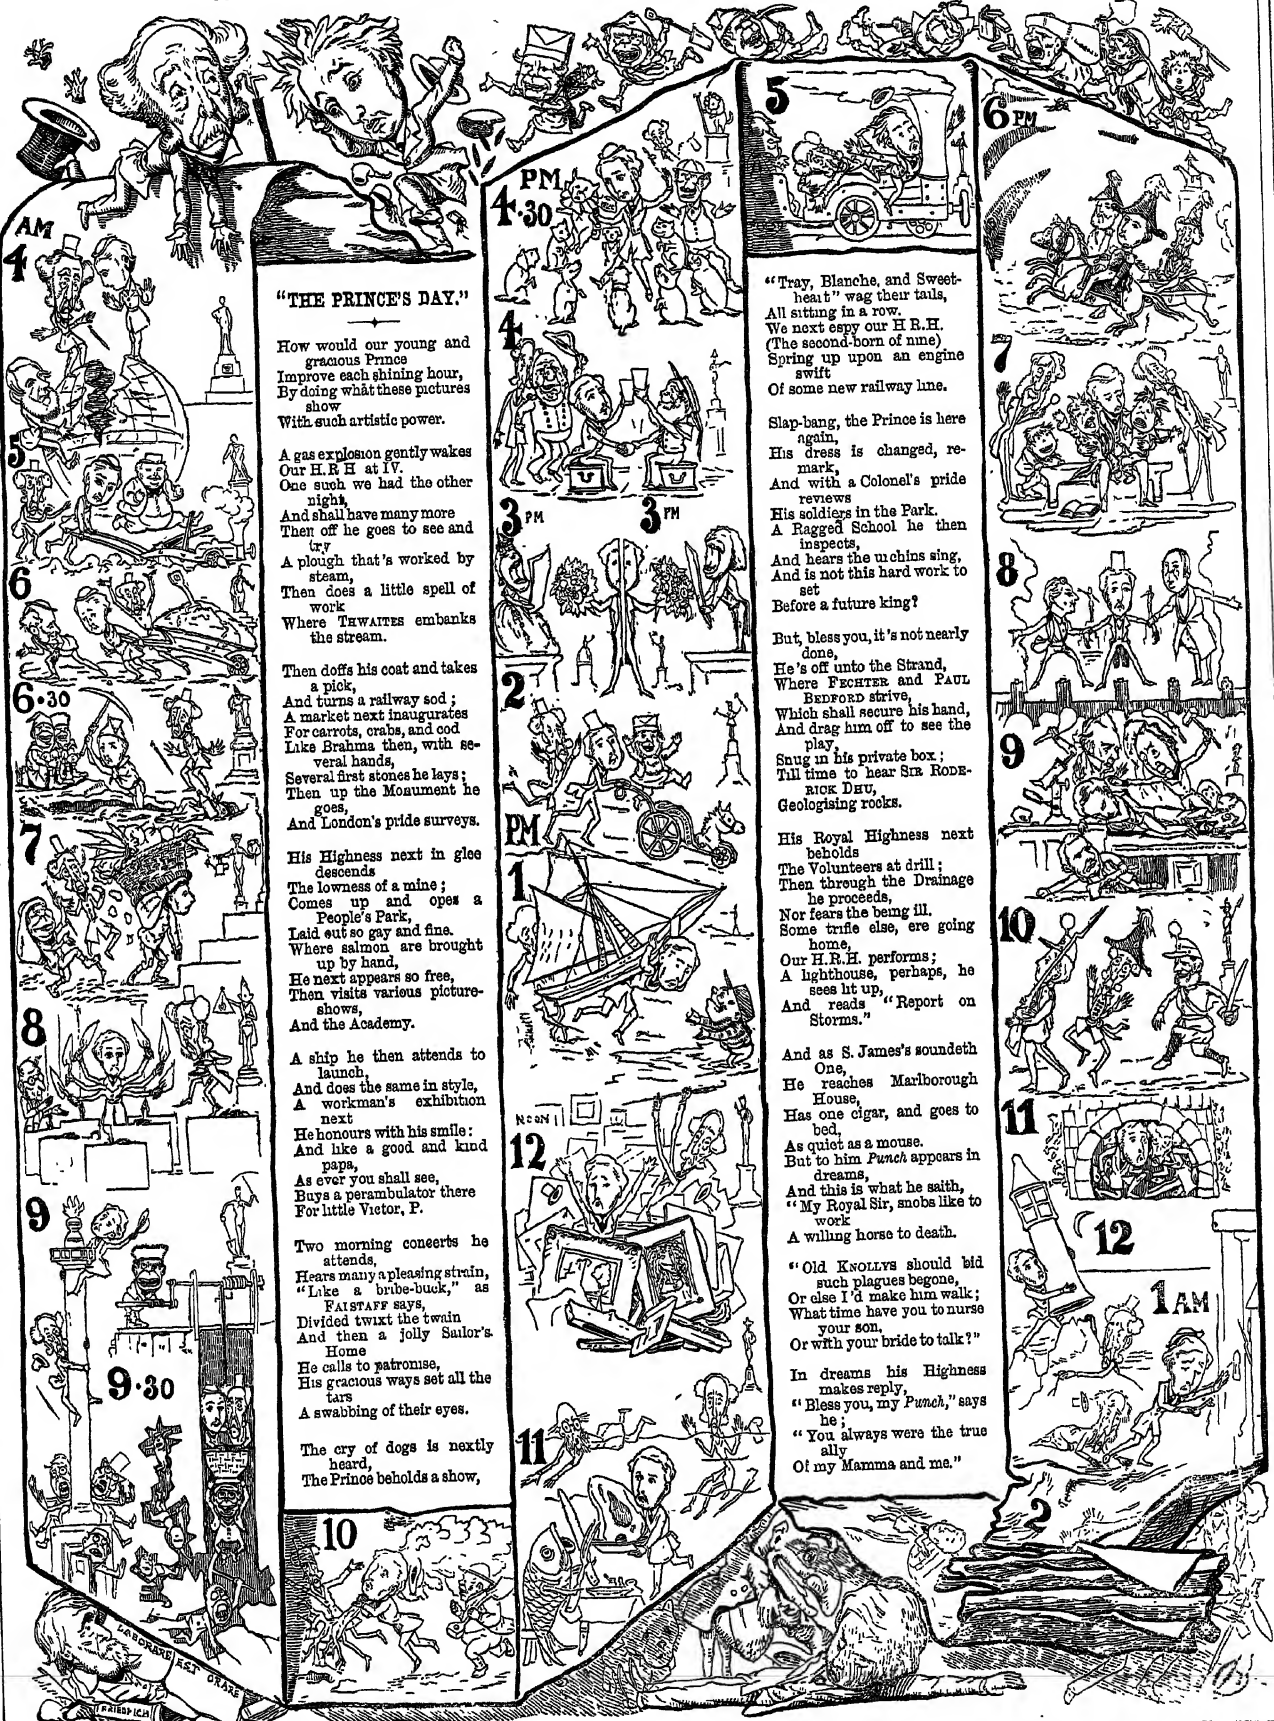 AM
4
5
6
6·30
7
8
9
9·30
LABORARE EST ORARE
FRIEDRICH
"THE PRINCE'S DAY."
How would our young and
gracious Prince
Improve each shining hour,
By doing what these pictures
show
With such artistic power.
A gas explosion gently wakes
Our H.R H at IV.
One such we had the other
night,
And shall have many more
Then off he goes to see and
try
A plough that's worked by
steam,
Then does a little spell of
work
Where THWAITES embanks
the stream.
Then doffs his coat and takes
a pick,
And turns a railway sod;
A market next inaugurates
For carrots, crabs, and cod
Like Brahma then, with se-
veral hands,
Several first stones he lays;
Then up the Monument he
goes,
And London's pride surveys.
His Highness next in glee
descends
The lowness of a mine;
Comes up and opes a
People's Park,
Laid out so gay and fine.
Where salmon are brought
up by hand,
He next appears so free,
Then visits various picture-
shows,
And the Academy.
A ship he then attends to
launch,
And does the same in style,
A workman's exhibition
next
He honours with his smile:
And like a good and kind
papa,
As ever you shall see,
Buys a perambulator there
For little Victor, P.
Two morning concerts he
attends,
Hears many a pleasing strain,
"Like a bribe-buck," as
FALSTAFF says,
Divided twixt the twain
And then a jolly Sailor's
Home
He calls to patronise,
His gracious ways set all the
tars
A swabbing of their eyes.
The cry of dogs is nextly
heard,
The Prince beholds a show,
10
PM
4·30
4
3 PM
3 PM
2
PM
1
NOON
12
11
5
"Tray, Blanche, and Sweet-
heart" wag their tails,
All sitting in a row.
We next espy our H R.H.
(The second-born of nine)
Spring up upon an engine
swift
Of some new railway line.
Slap-bang, the Prince is here
again,
His dress is changed, re-
mark,
And with a Colonel's pride
reviews
His soldiers in the Park.
A Ragged School he then
inspects,
And hears the urchins sing,
And is not this hard work to
set
Before a future king?
But, bless you, it's not nearly
done,
He's off unto the Strand,
Where FECHTER and PAUL
BEDFORD strive,
Which shall secure his hand,
And drag him off to see the
play,
Snug in his private box;
Till time to hear SIR RODE-
RICK DHU,
Geologising rocks.
His Royal Highness next
beholds
The Volunteers at drill;
Then through the Drainage
he proceeds,
Nor fears the being ill.
Some trifle else, ere going
home,
Our H.R.H. performs;
A lighthouse, perhaps, he
sees lit up,
And reads "Report on
Storms."
And as S. James's soundeth
One,
He reaches Marlborough
House,
Has one cigar, and goes to
bed,
As quiet as a mouse.
But to him Punch appears in
dreams,
And this is what he saith,
"My Royal Sir, snobs like to
work
A willing horse to death.
"Old KNOLLYS should bid
such plagues begone,
Or else I'd make him walk;
What time have you to nurse
your son,
Or with your bride to talk?"
In dreams his Highness
makes reply,
"Bless you, my Punch," says
he;
"You always were the true
ally
Of my Mamma and me."
6 PM
7
8
9
10
11
12
1 AM
2